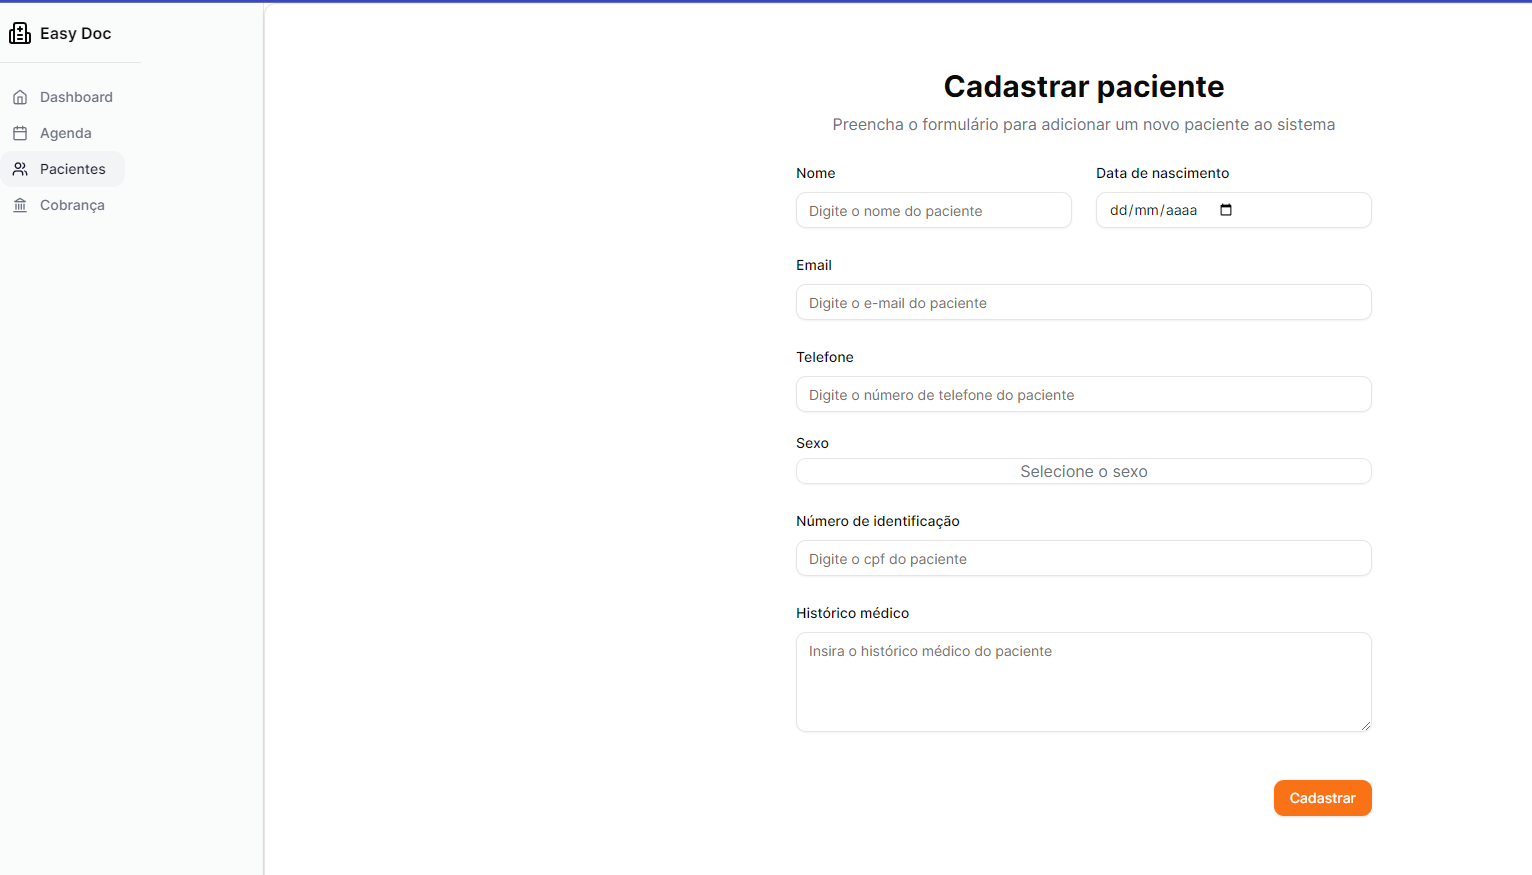 Easy Doc
Dashboard
Agenda
Pacientes
Cobrança
Cadastrar paciente
Preencha o formulário para adicionar um novo paciente ao sistema
Nome
Data de nascimento
Digite o nome do paciente
dd/mm/aaaa
Email
Digite o e-mail do paciente
Telefone
Digite o número de telefone do paciente
Sexo
Selecione o sexo
Número de identificação
Digite o cpf do paciente
Histórico médico
Insira o histórico médico do paciente
Cadastrar